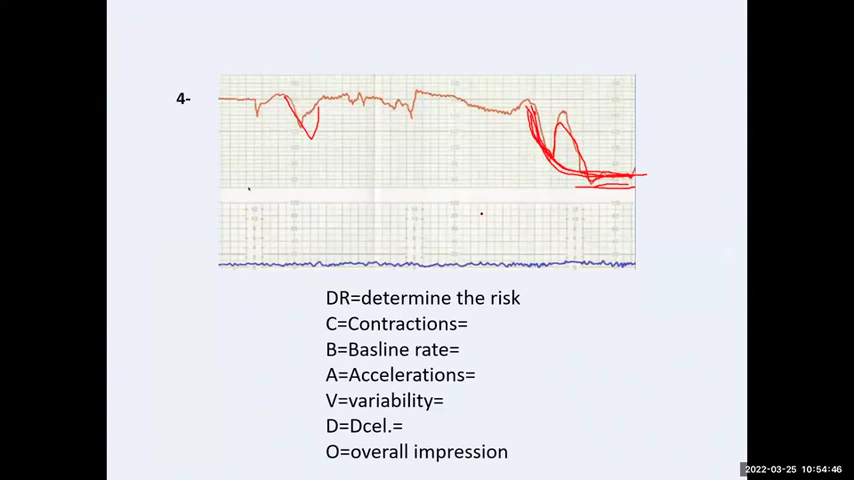 4-
DR=determine the risk
C=Contractions=
B=Basline rate=
A=Accelerations=
V=variability=
D=Dcel.=
O=overall impression
2022-03-25 10:54:46